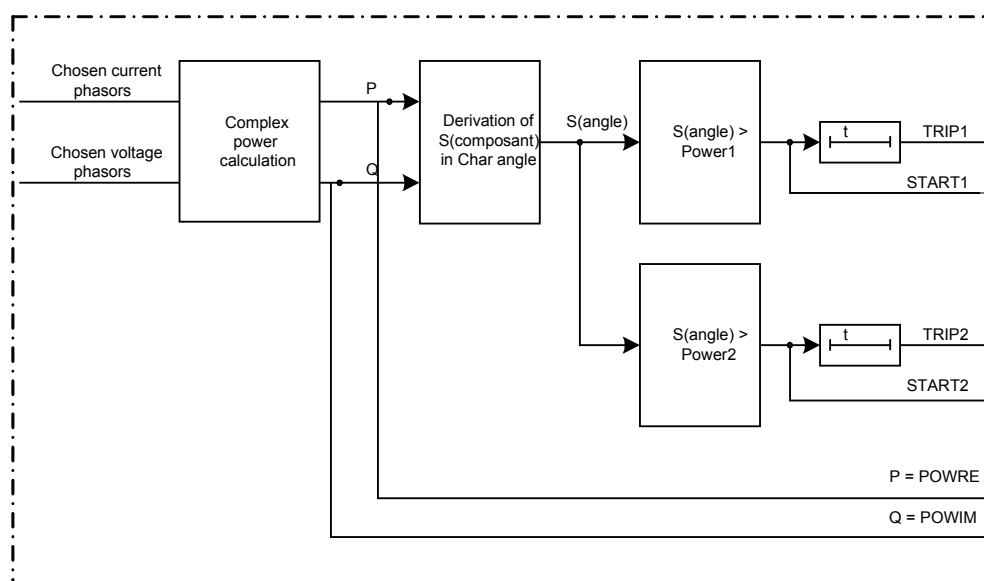 Chosen current
phasors
Chosen voltage
phasors
Complex
power
calculation
P
Q
Derivation of
S(composant)
in Char angle
S(angle)
S(angle) >
Power1
t
TRIP1
START1
S(angle) >
Power2
t
TRIP2
START2
P = POWRE
Q = POWIM